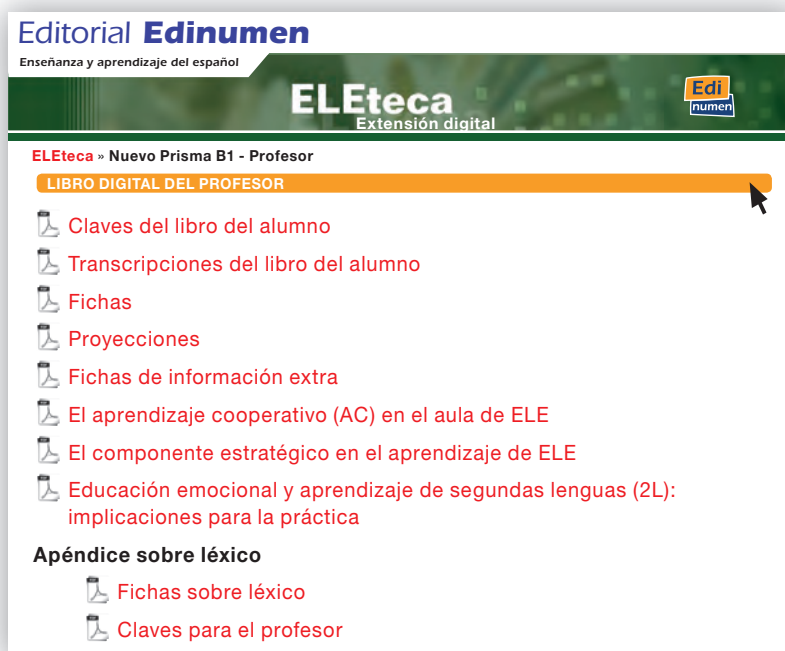 Editorial Edinumen
Enseñanza y aprendizaje del español
ELEteca
Extensión digital
Edi
numen
ELEteca » Nuevo Prisma B1 - Profesor
LIBRO DIGITAL DEL PROFESOR
Claves del libro del alumno
Transcripciones del libro del alumno
Fichas
Proyecciones
Fichas de información extra
El aprendizaje cooperativo (AC) en el aula de ELE
El componente estratégico en el aprendizaje de ELE
Educación emocional y aprendizaje de segundas lenguas (2L):
implicaciones para la práctica
Apéndice sobre léxico
Fichas sobre léxico
Claves para el profesor